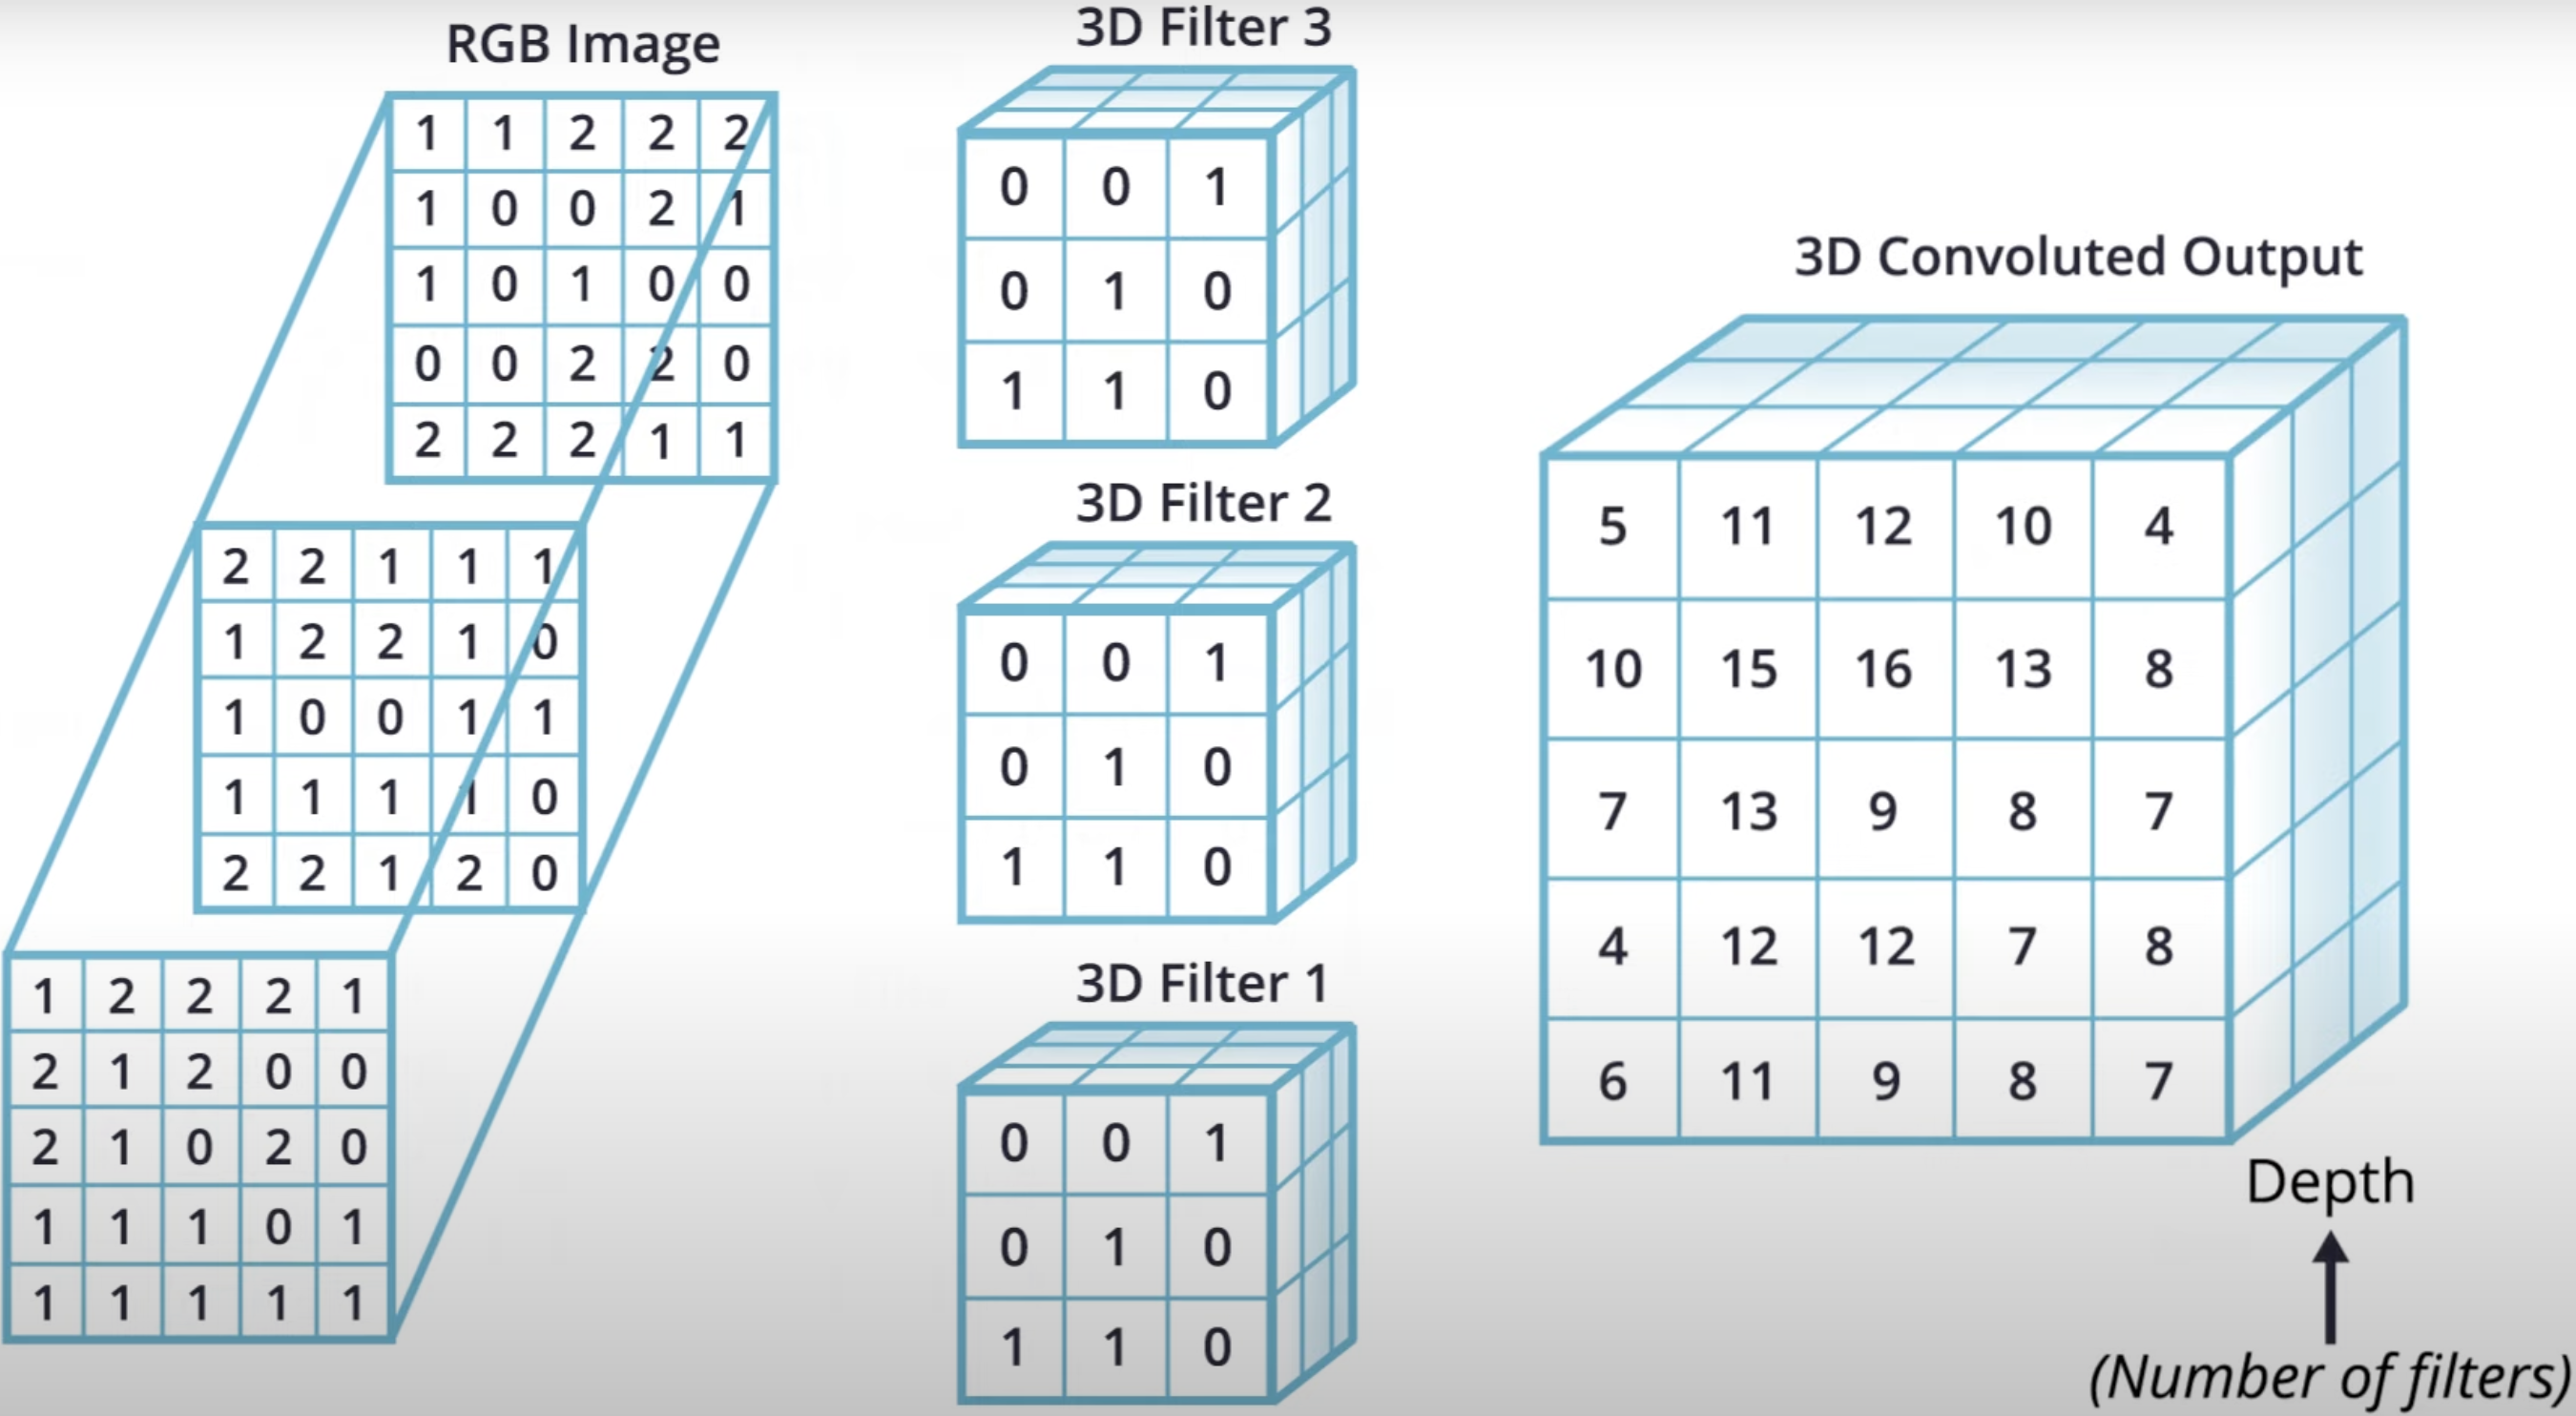 RGB Image
1 1 2 2 2
1 0 0 2 1
1 0 1 0 0
0 0 2 2 0
2 2 2 1 1
2 2 1 1 1
1 2 2 1 0
1 0 0 1 1
1 1 1 1 0
2 2 1 2 0
1 2 2 2 1
2 1 2 0 0
2 1 0 2 0
1 1 1 0 1
1 1 1 1 1
3D Filter 3
0 0 1
0 1 0
1 1 0
3D Filter 2
0 0 1
0 1 0
1 1 0
3D Filter 1
0 0 1
0 1 0
1 1 0
3D Convoluted Output
5 11 12 10 4
10 15 16 13 8
7 13 9 8 7
4 12 12 7 8
6 11 9 8 7
Depth
(Number of filters)